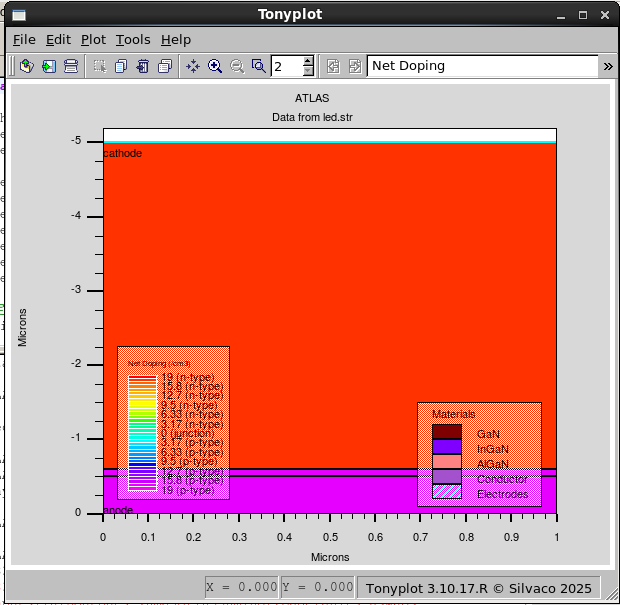 Tonyplot
File Edit Plot Tools Help
2 Net Doping »
ATLAS
Data from led.str
-5
cathode
-4
-3
Microns
-2
-1
0
anode
Net Doping (/cm3)
19 (n-type)
15.8 (n-type)
12.7 (n-type)
9.5 (n-type)
6.33 (n-type)
3.17 (n-type)
0 (junction)
3.17 (p-type)
6.33 (p-type)
9.5 (p-type)
12.7 (p-type)
15.8 (p-type)
19 (p-type)
Materials
GaN
InGaN
AlGaN
Conductor
Electrodes
0 0.1 0.2 0.3 0.4 0.5 0.6 0.7 0.8 0.9 1
Microns
X = 0.000 Y = 0.000 Tonyplot 3.10.17.R © Silvaco 2025